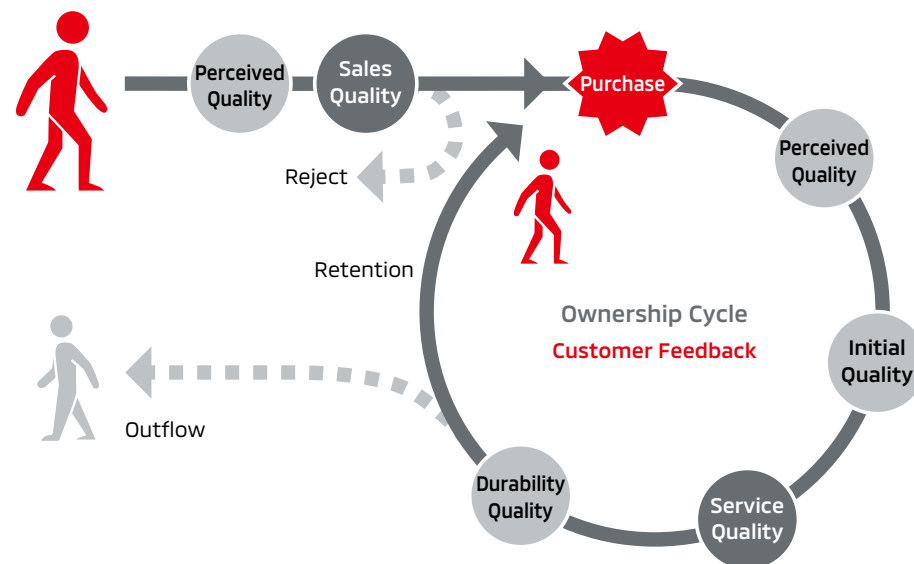 Perceived
Quality
Sales
Quality
Purchase
Reject
Perceived
Quality
Retention
Ownership Cycle
Customer Feedback
Initial
Quality
Outflow
Durability
Quality
Service
Quality